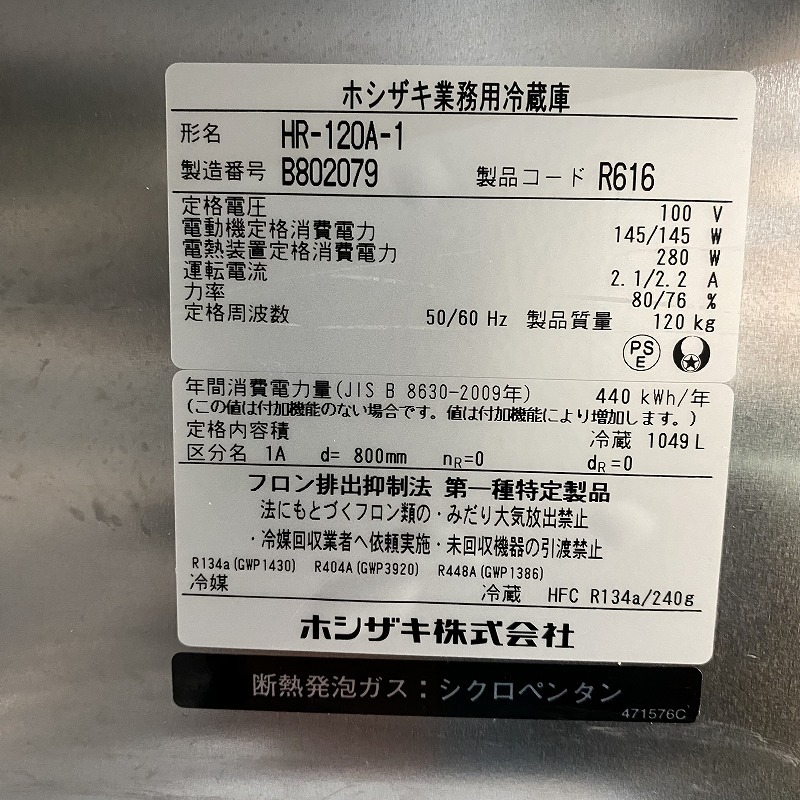 ホシザキ業務用冷蔵庫
形名 HR-120A-1
製造番号 B802079 製品コード R616
定格電圧 100 V
電動機定格消費電力 145/145 W
電熱装置定格消費電力 280 W
運転電流 2.1/2.2 A
力率 80/76 %
定格周波数 50/60 Hz 製品質量 120 kg
PS
E
年間消費電力量(JIS B 8630-2009年) 440 kWh/年
(この値は付加機能のない場合です。値は付加機能により増加します。)
定格内容積 冷蔵 1049 L
区分名 1A d= 800mm nR=0 dR=0
フロン排出抑制法 第一種特定製品
法にもとづくフロン類の・みだり大気放出禁止
・冷媒回収業者へ依頼実施・未回収機器の引渡禁止
R134a(GWP1430) R404A(GWP3920) R448A(GWP1386)
冷媒 冷蔵 HFC R134a/240g
ホシザキ株式会社
断熱発泡ガス：シクロペンタン
471576C